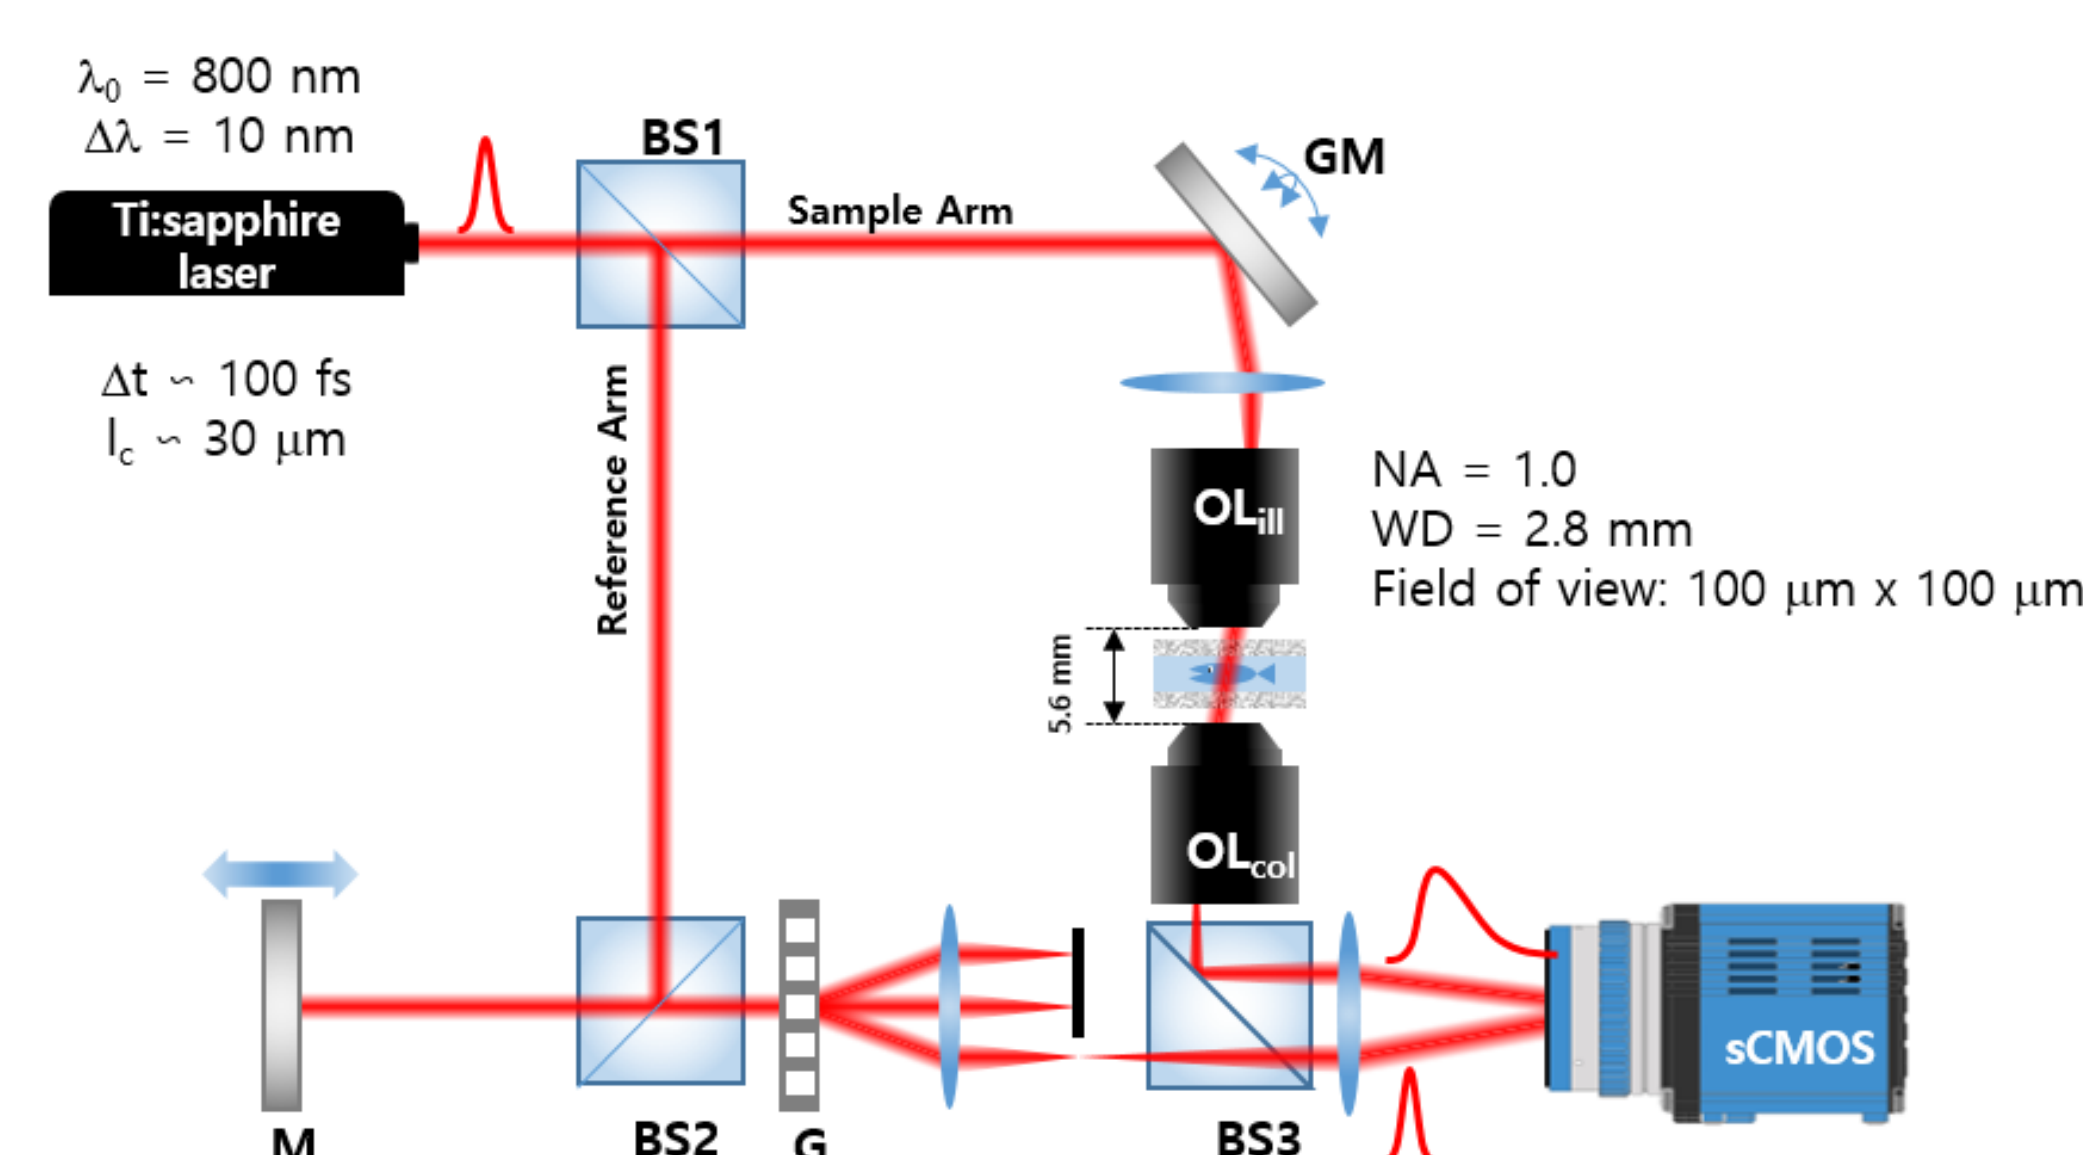 λ₀ = 800 nm
Δλ = 10 nm
Ti:sapphire
laser
Δt ∽ 100 fs
l꜀ ∽ 30 μm
BS1
Sample Arm
GM
Reference Arm
OLill
NA = 1.0
WD = 2.8 mm
Field of view: 100 μm x 100 μm
5.6 mm
OLcol
sCMOS
M
BS2
G
BS3